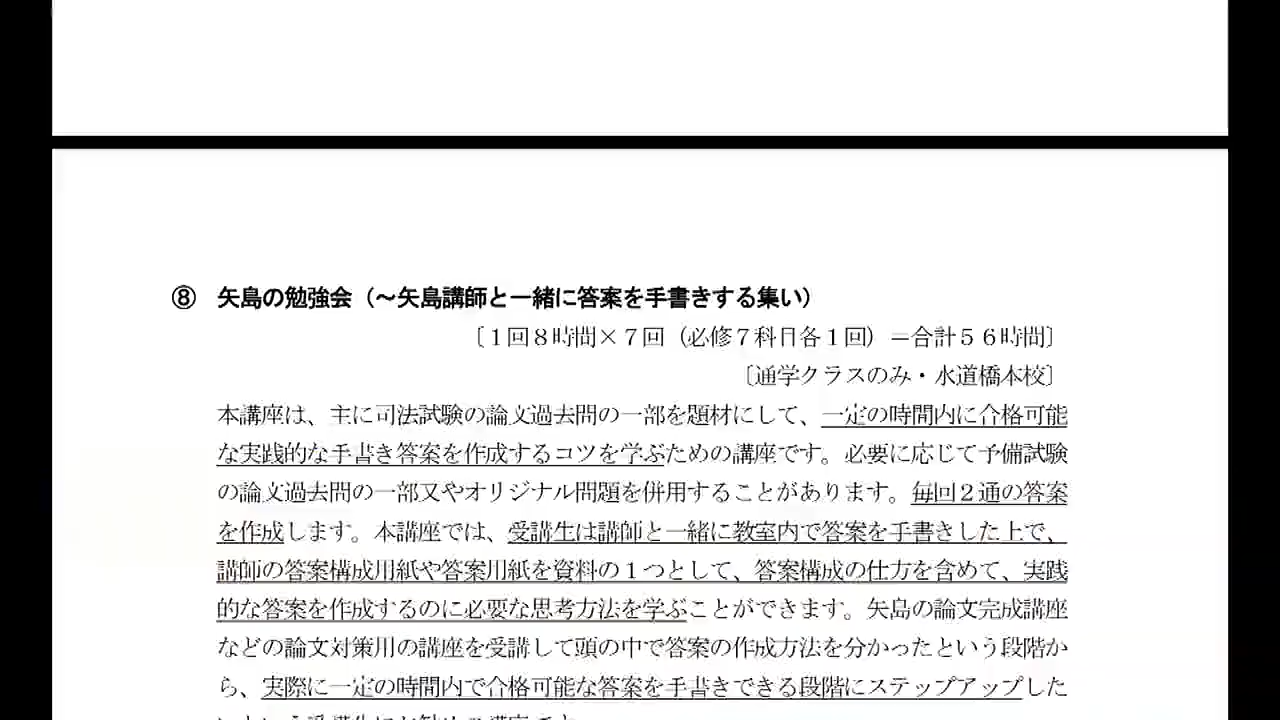 ⑧ 矢島の勉強会（～矢島講師と一緒に答案を手書きする集い）
〔１回８時間×７回（必修７科目各１回）＝合計５６時間〕
〔通学クラスのみ・水道橋本校〕
本講座は、主に司法試験の論文過去問の一部を題材にして、一定の時間内に合格可能
な実践的な手書き答案を作成するコツを学ぶための講座です。必要に応じて予備試験
の論文過去問の一部又やオリジナル問題を併用することがあります。毎回２通の答案
を作成します。本講座では、受講生は講師と一緒に教室内で答案を手書きした上で、
講師の答案構成用紙や答案用紙を資料の１つとして、答案構成の仕方を含めて、実践
的な答案を作成するのに必要な思考方法を学ぶことができます。矢島の論文完成講座
などの論文対策用の講座を受講して頭の中で答案の作成方法を分かったという段階か
ら、実際に一定の時間内で合格可能な答案を手書きできる段階にステップアップした